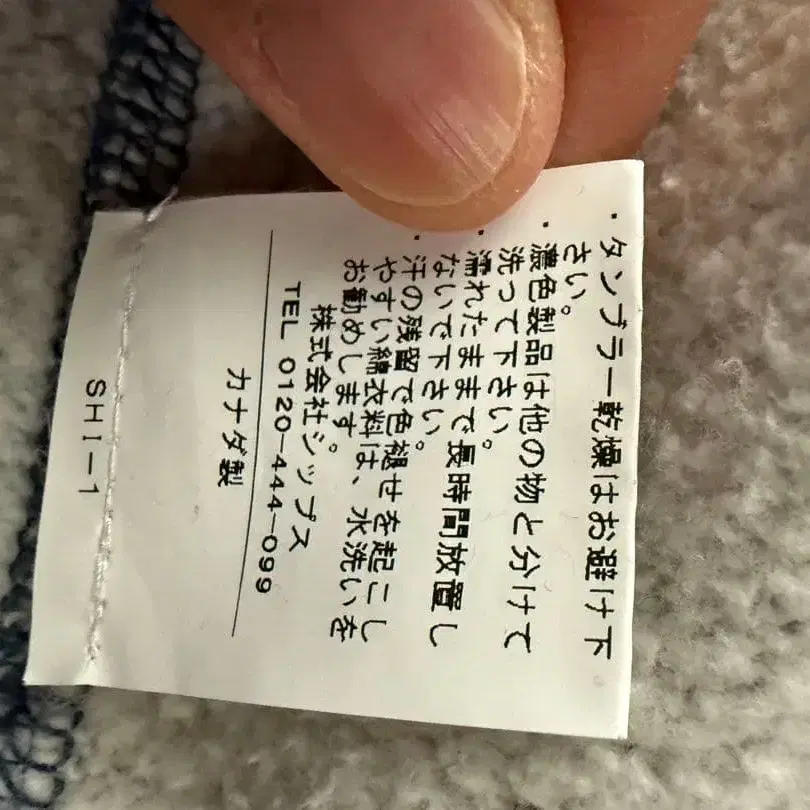 ・タンブラー乾燥はお避け下
さい。
・濃色製品は他の物と分けて
洗って下さい。
・濡れたままで長時間放置し
ないで下さい。
・汗の残留で色褪せを起こし
やすい綿衣料は、水洗いを
お勧めします。
株式会社シップス
TEL 0120-444-099
カナダ製
SHI-1